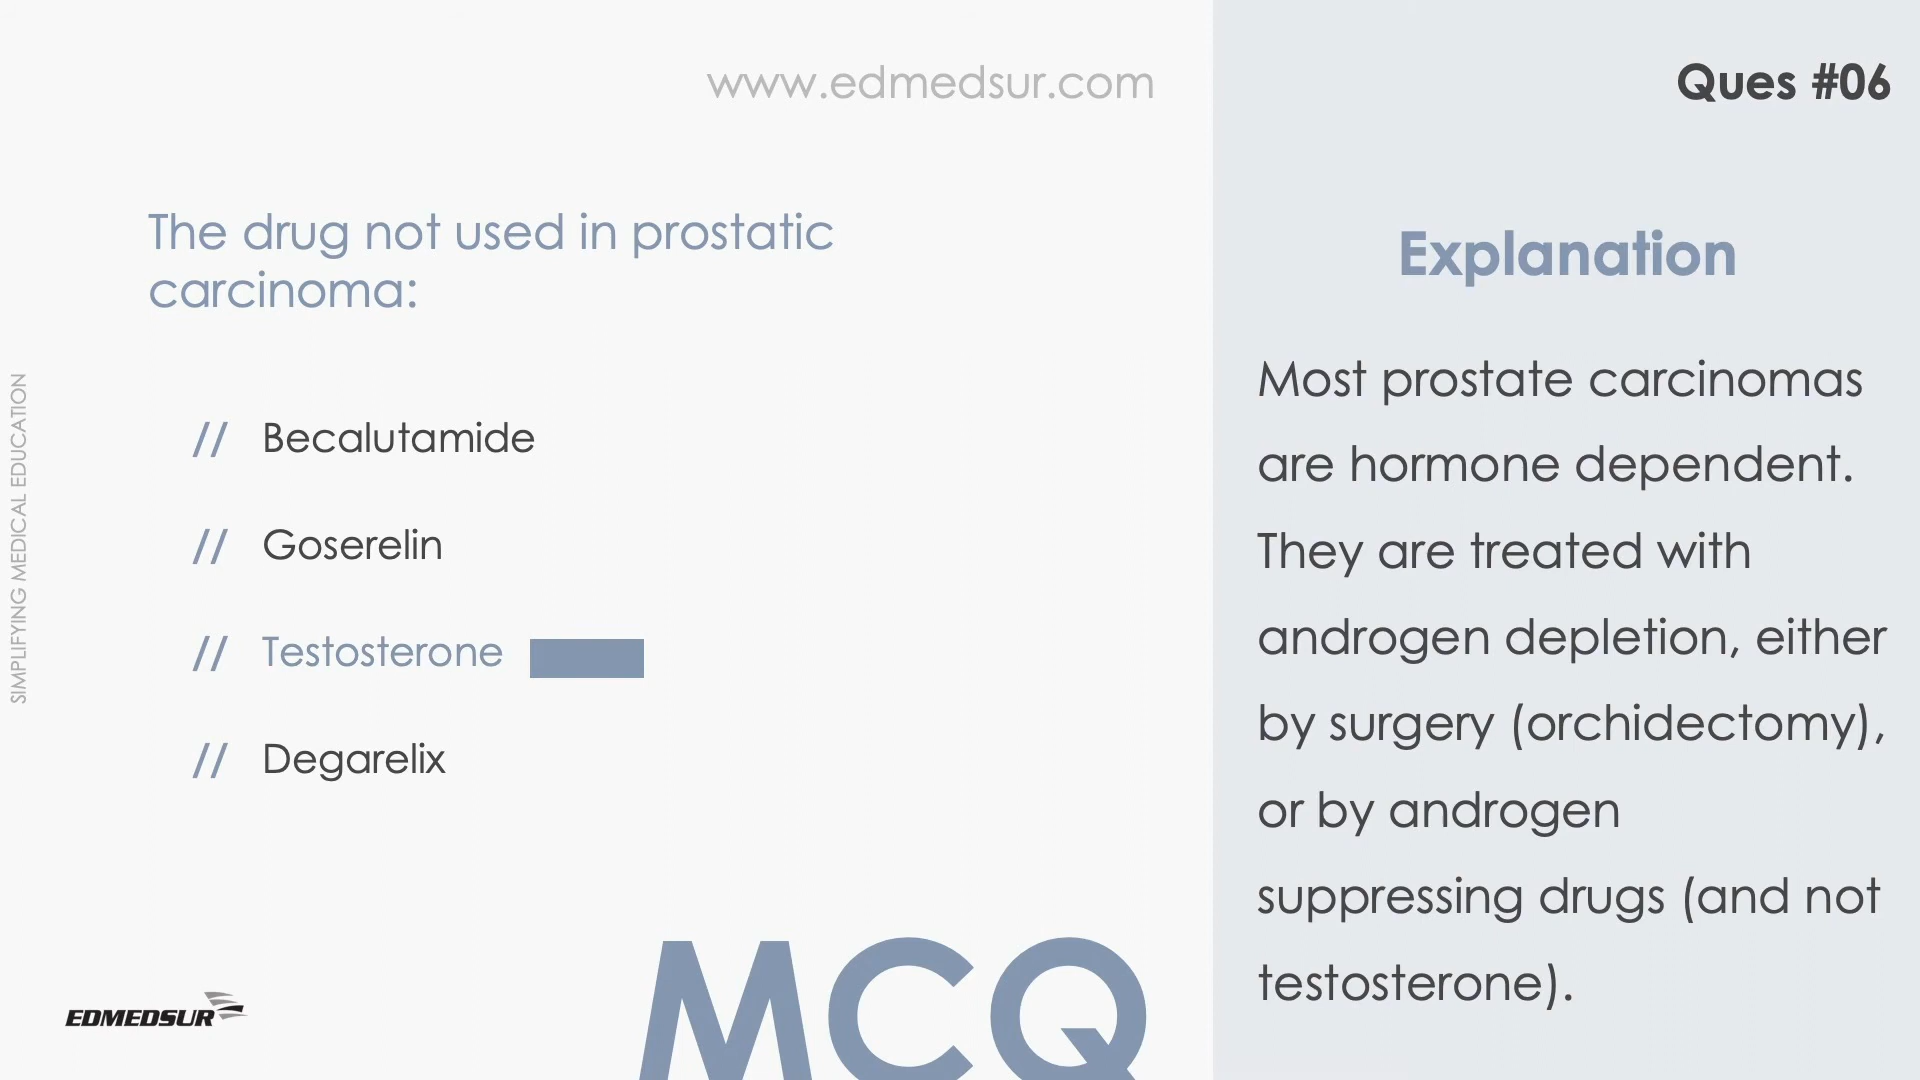 www.edmedsur.com
Ques #06
The drug not used in prostatic
carcinoma:
// Becalutamide
// Goserelin
// Testosterone
// Degarelix
Explanation
Most prostate carcinomas
are hormone dependent.
They are treated with
androgen depletion, either
by surgery (orchidectomy),
or by androgen
suppressing drugs (and not
testosterone).
SIMPLIFYING MEDICAL EDUCATION
EDMEDSUR
MCQ